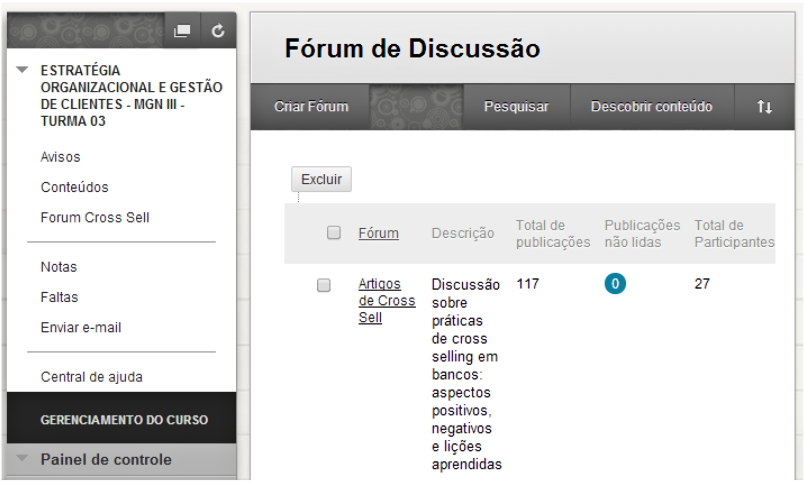 ESTRATÉGIA
ORGANIZACIONAL E GESTÃO
DE CLIENTES - MGN III -
TURMA 03
Avisos
Conteúdos
Forum Cross Sell
Notas
Faltas
Enviar e-mail
Central de ajuda
GERENCIAMENTO DO CURSO
Painel de controle
Fórum de Discussão
Criar Fórum Pesquisar Descobrir conteúdo
Excluir
Fórum Descrição Total de publicações Publicações não lidas Total de Participantes
Artigos
de Cross
Sell
Discussão
sobre
práticas
de cross
selling em
bancos:
aspectos
positivos,
negativos
e lições
aprendidas
117
0
27